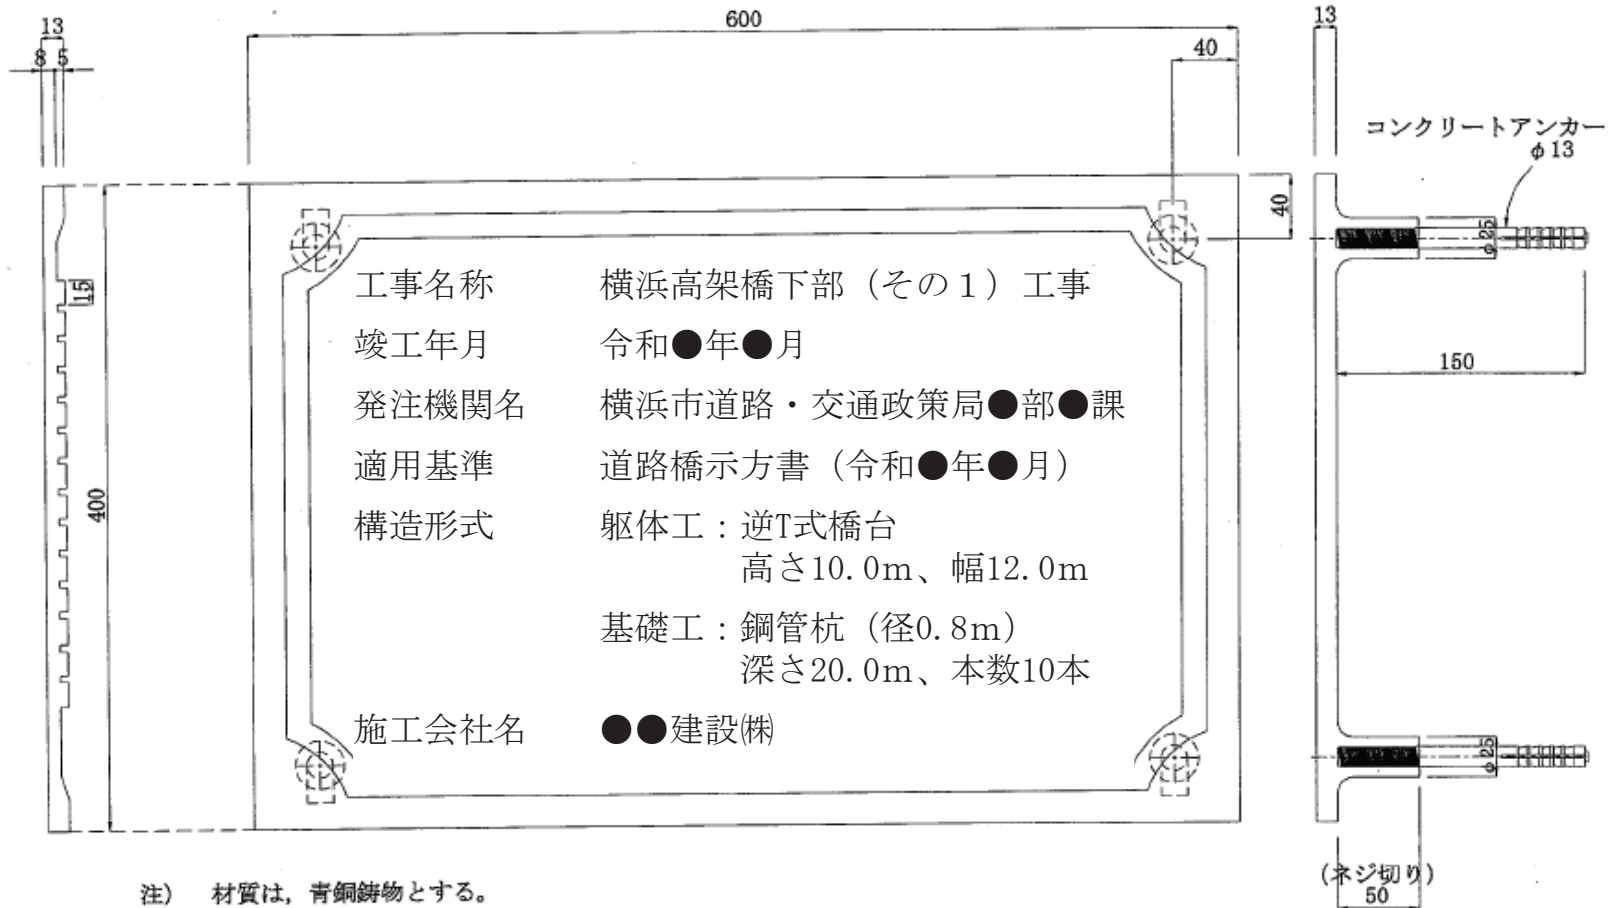 13
8 5
600
40
13
コンクリートアンカー
φ13
40
15
400
工事名称 横浜高架橋下部（その１）工事
竣工年月 令和●年●月
発注機関名 横浜市道路・交通政策局●部●課
適用基準 道路橋示方書（令和●年●月）
構造形式 躯体工：逆T式橋台
高さ10.0m、幅12.0m
基礎工：鋼管杭（径0.8m）
深さ20.0m、本数10本
施工会社名 ●●建設㈱
φ25
150
φ25
(ネジ切り)
50
注） 材質は，青銅鋳物とする。